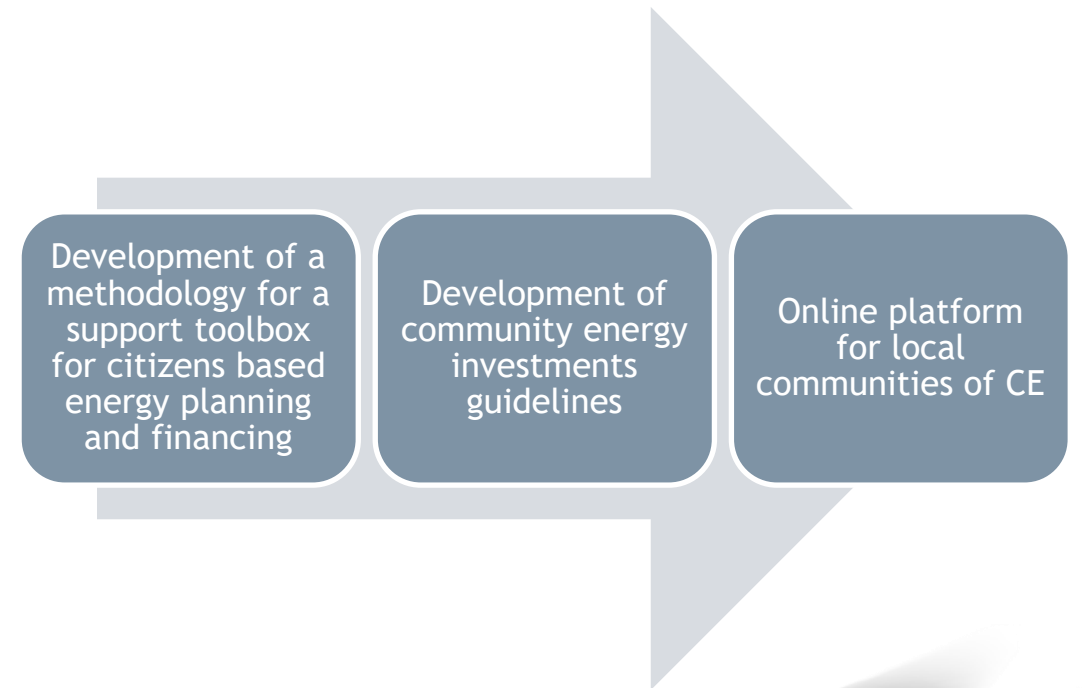 Development of a
methodology for a
support toolbox
for citizens based
energy planning
and financing
Development of
community energy
investments
guidelines
Online platform
for local
communities of CE